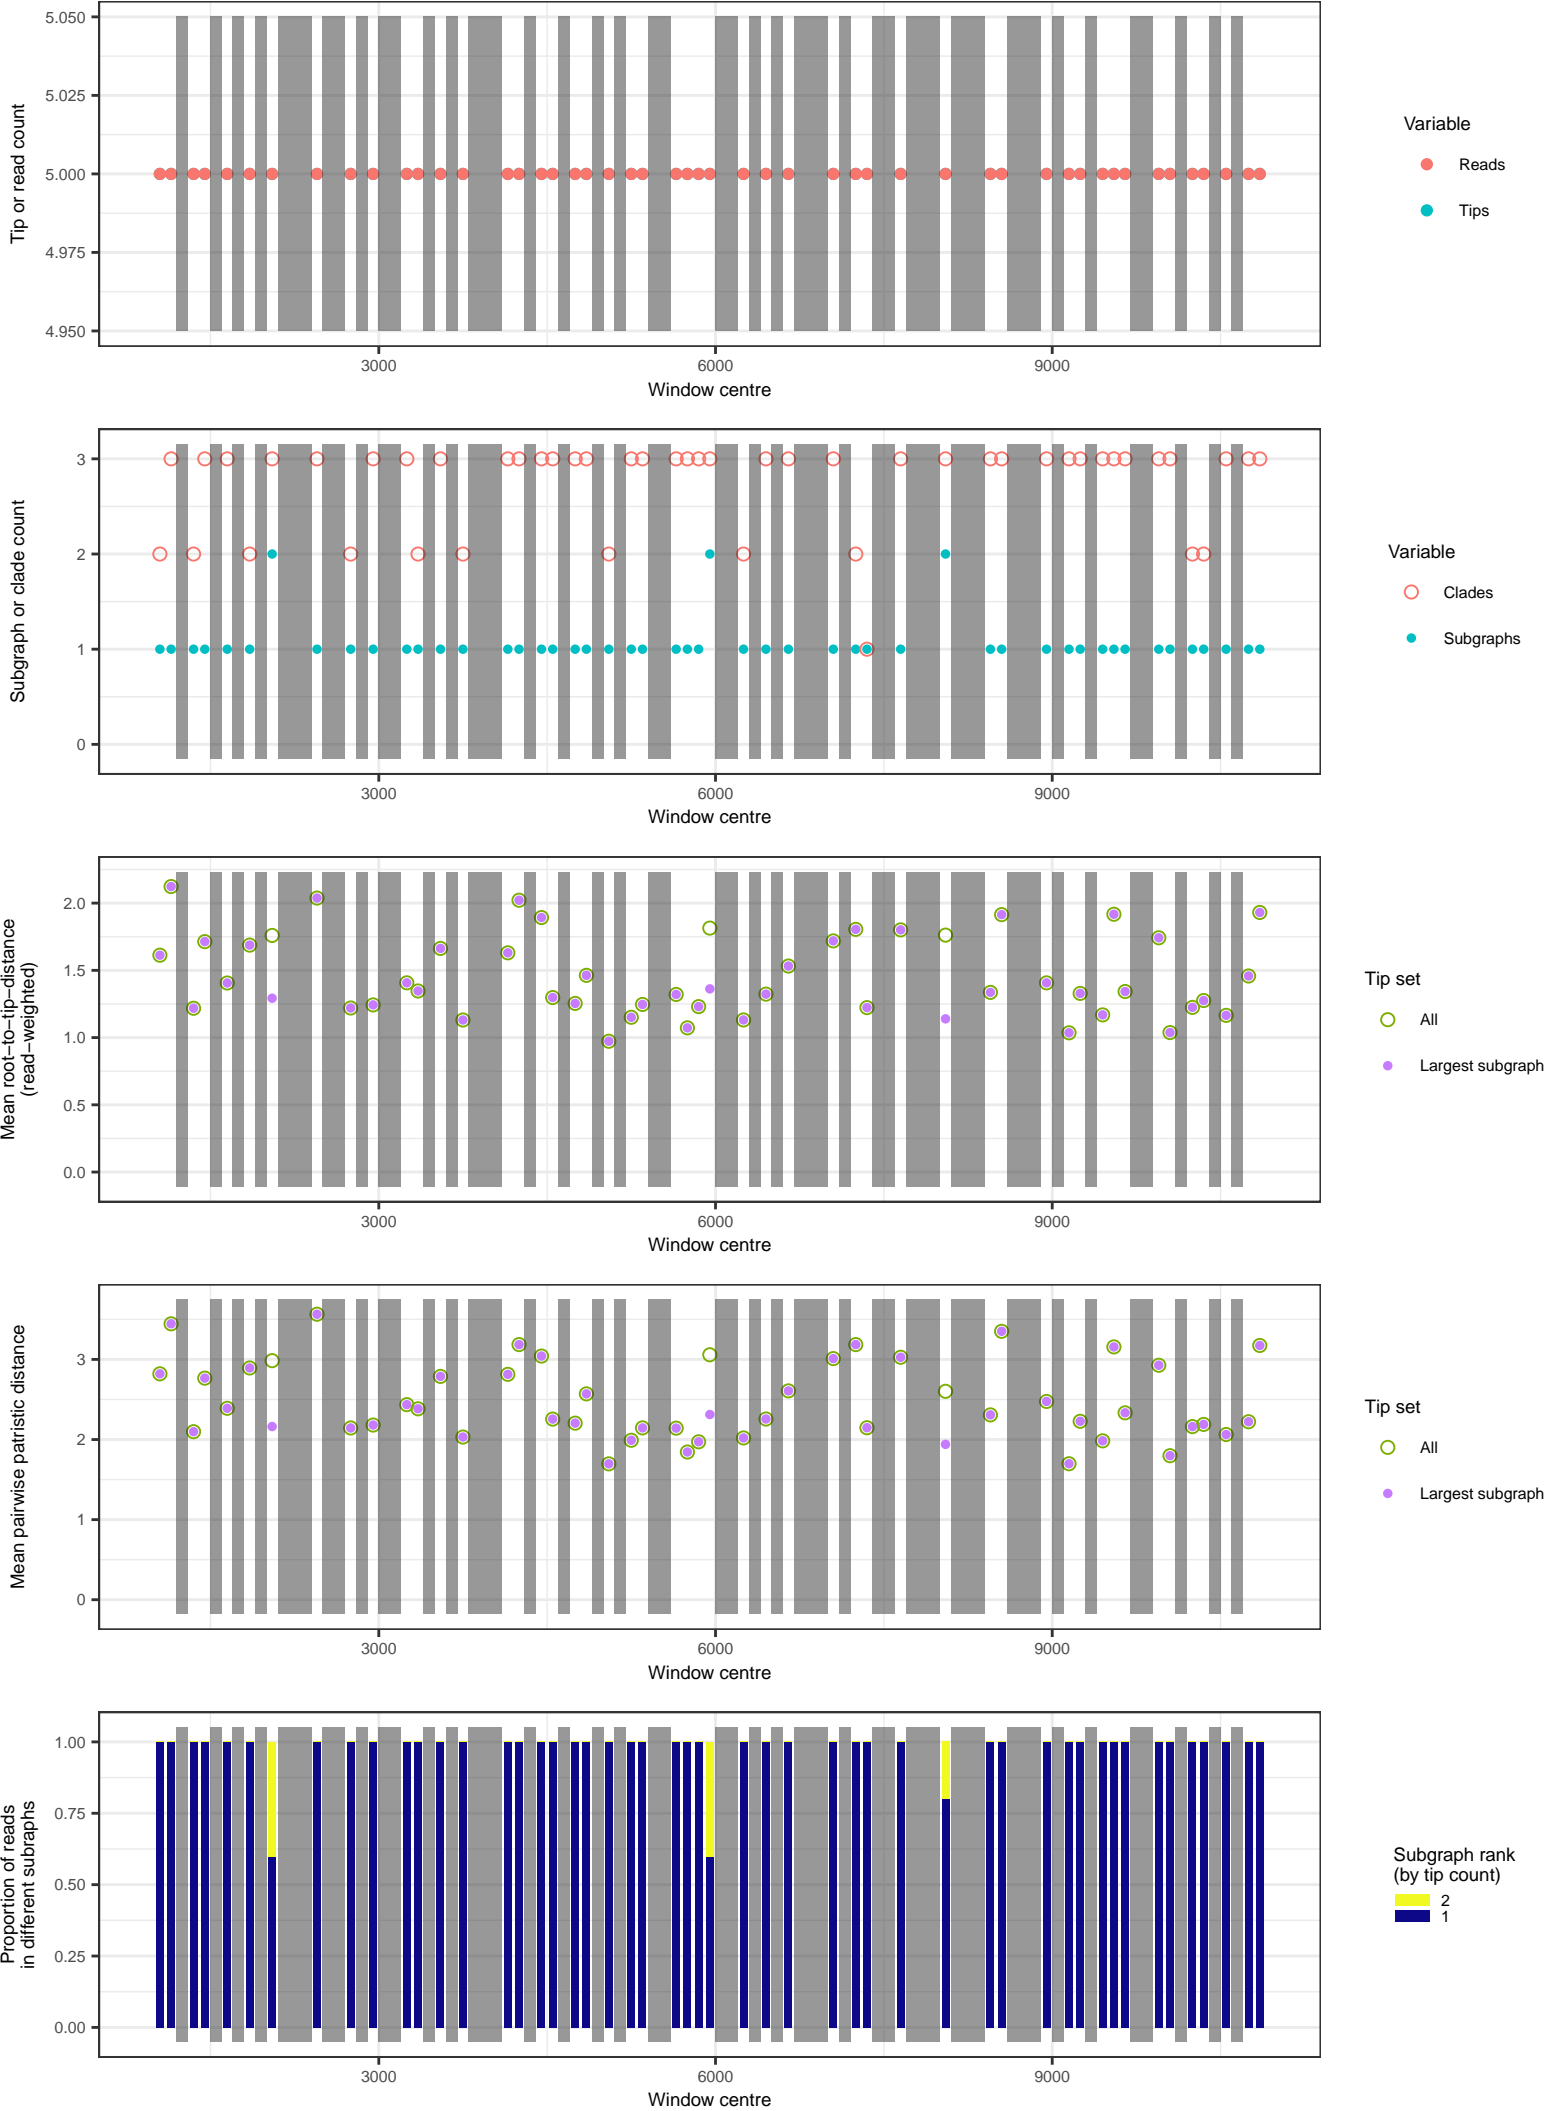 5.050
5.025
5.000
4.975
4.950
Tip or read count
3000
6000
9000
Window centre
Variable
Reads
Tips
3
2
1
0
Subgraph or clade count
3000
6000
9000
Window centre
Variable
Clades
Subgraphs
2.0
1.5
1.0
0.5
0.0
Mean root−to−tip−distance
(read−weighted)
3000
6000
9000
Window centre
Tip set
All
Largest subgraph
3
2
1
0
Mean pairwise patristic distance
3000
6000
9000
Window centre
Tip set
All
Largest subgraph
1.00
0.75
0.50
0.25
0.00
Proportion of reads
in different subraphs
3000
6000
9000
Window centre
Subgraph rank
(by tip count)
2
1